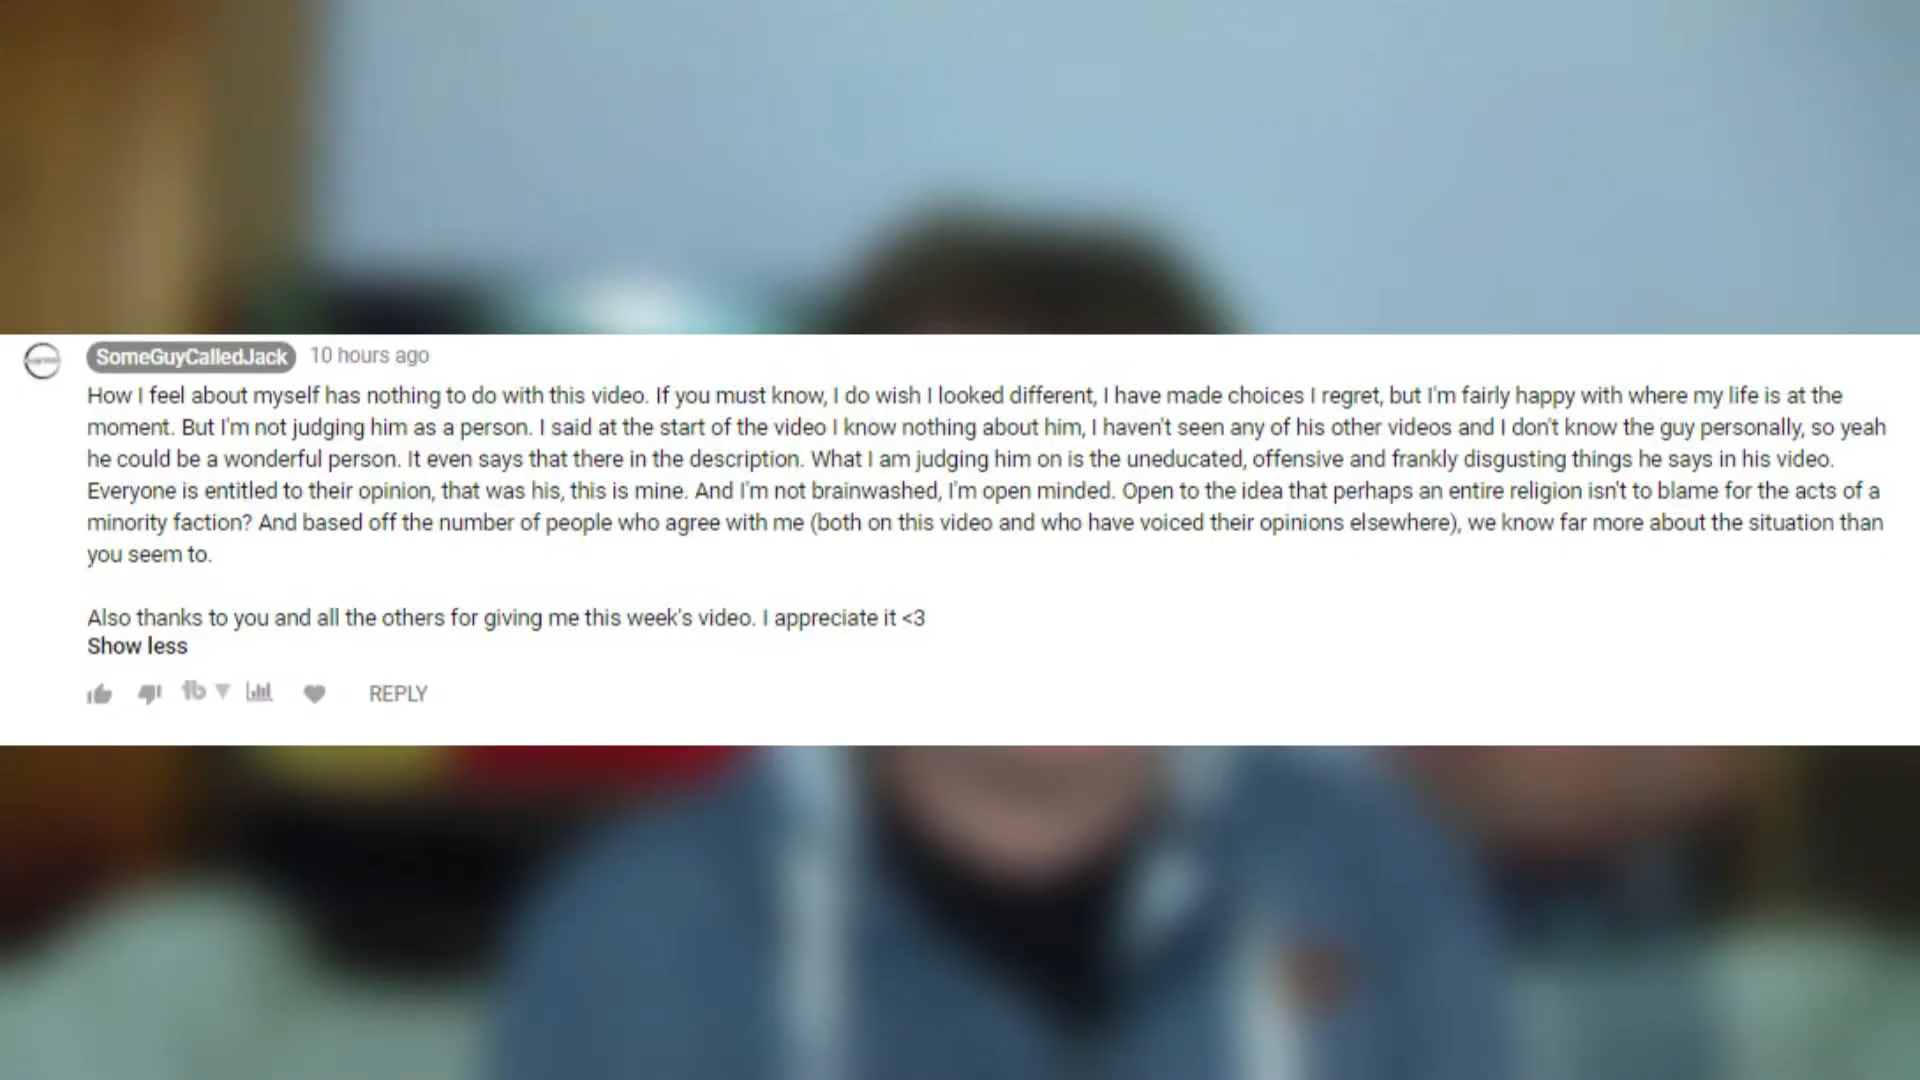 SomeGuyCalledJack 10 hours ago
How I feel about myself has nothing to do with this video. If you must know, I do wish I looked different, I have made choices I regret, but I'm fairly happy with where my life is at the
moment. But I'm not judging him as a person. I said at the start of the video I know nothing about him, I haven't seen any of his other videos and I don't know the guy personally, so yeah
he could be a wonderful person. It even says that there in the description. What I am judging him on is the uneducated, offensive and frankly disgusting things he says in his video.
Everyone is entitled to their opinion, that was his, this is mine. And I'm not brainwashed, I'm open minded. Open to the idea that perhaps an entire religion isn't to blame for the acts of a
minority faction? And based off the number of people who agree with me (both on this video and who have voiced their opinions elsewhere), we know far more about the situation than
you seem to.
Also thanks to you and all the others for giving me this week's video. I appreciate it <3
Show less
REPLY